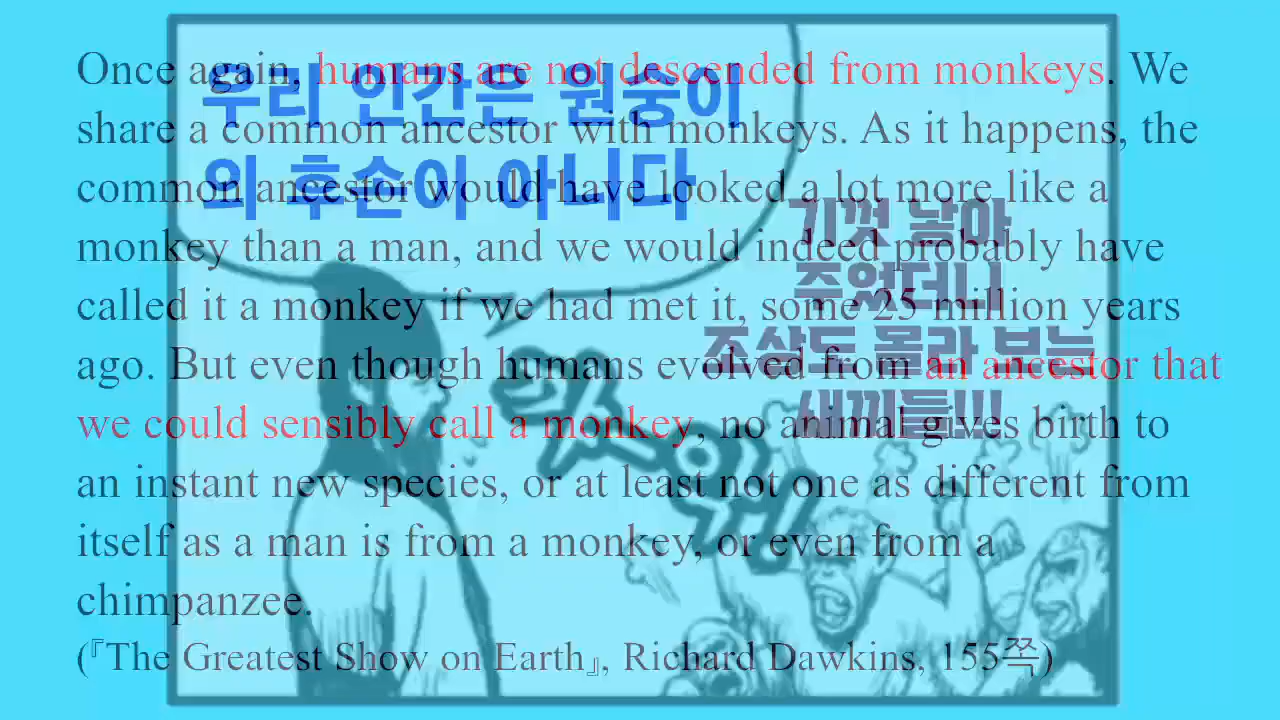 Once again, humans are not descended from monkeys. We
share a common ancestor with monkeys. As it happens, the
common ancestor would have looked a lot more like a
monkey than a man, and we would indeed probably have
called it a monkey if we had met it, some 25 million years
ago. But even though humans evolved from an ancestor that
we could sensibly call a monkey, no animal gives birth to
an instant new species, or at least not one as different from
itself as a man is from a monkey, or even from a
chimpanzee.
(『The Greatest Show on Earth』, Richard Dawkins, 155쪽)
우리 인간은 원숭이
의 후손이 아니다
기껏 낳아
주었더니
조상도 몰라 보는
새끼들!!!